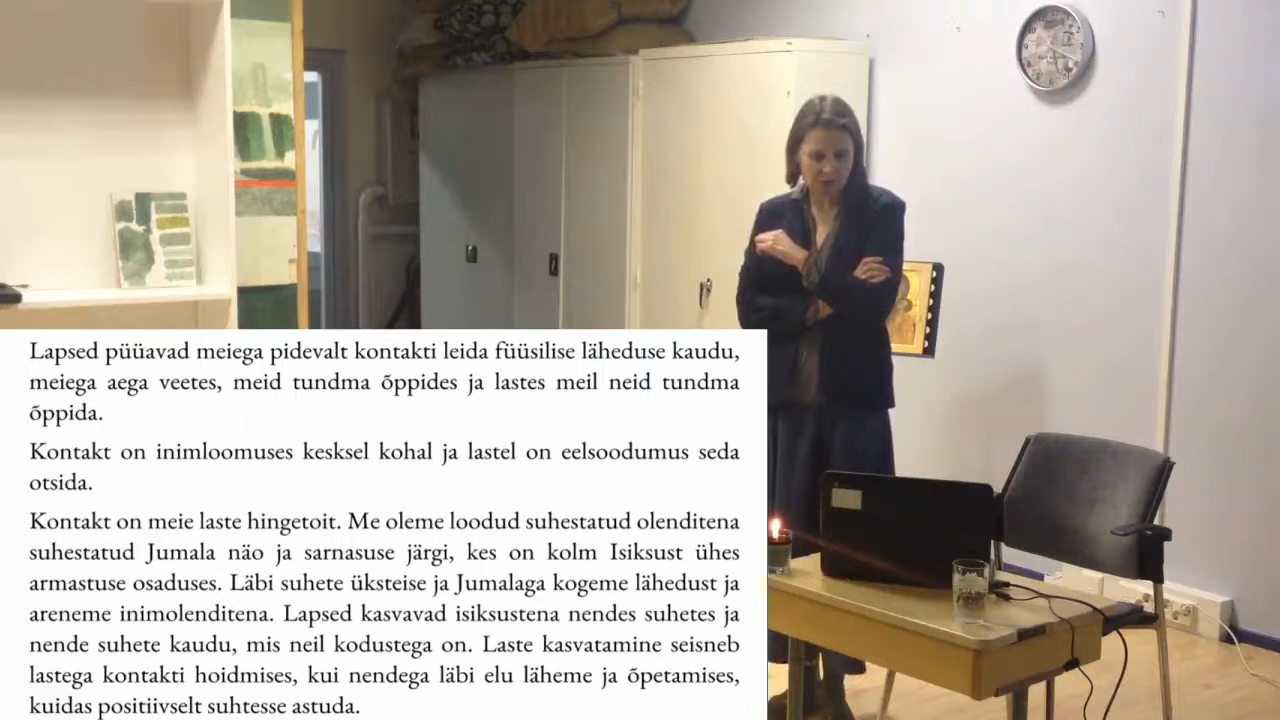 Lapsed püüavad meiega pidevalt kontakti leida füüsilise läheduse kaudu,
meiega aega veetes, meid tundma õppides ja lastes meil neid tundma
õppida.
Kontakt on inimloomuses kesksel kohal ja lastel on eelsoodumus seda
otsida.
Kontakt on meie laste hingetoit. Me oleme loodud suhestatud olenditena
suhestatud Jumala näo ja sarnasuse järgi, kes on kolm Isiksust ühes
armastuse osaduses. Läbi suhete üksteise ja Jumalaga kogeme lähedust ja
areneme inimolenditena. Lapsed kasvavad isiksustena nendes suhetes ja
nende suhete kaudu, mis neil kodustega on. Laste kasvatamine seisneb
lastega kontakti hoidmises, kui nendega läbi elu läheme ja õpetamises,
kuidas positiivselt suhtesse astuda.